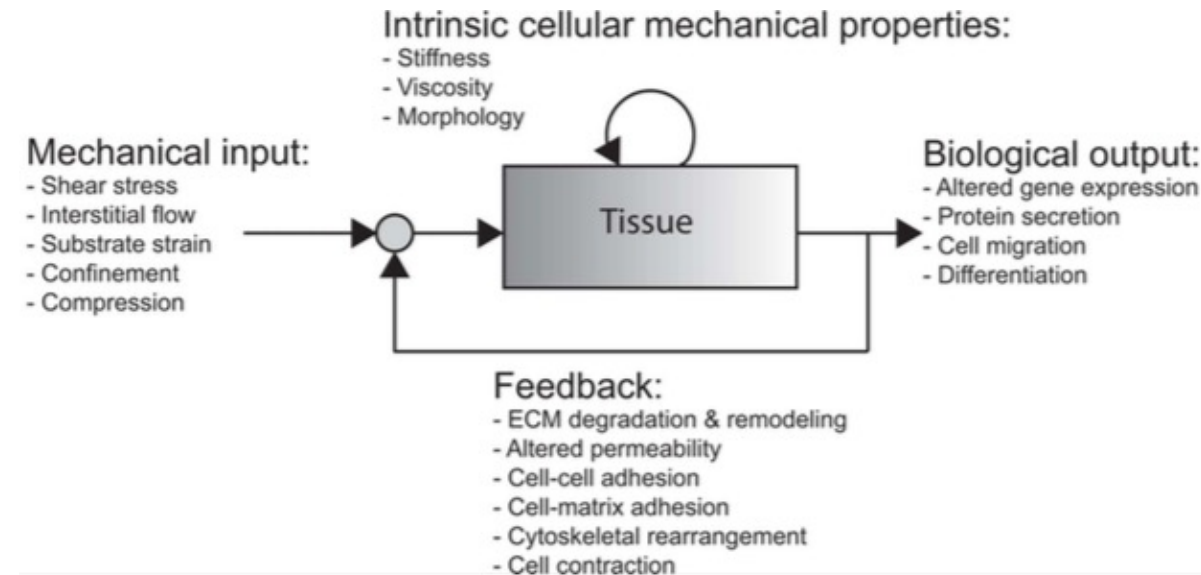 Intrinsic cellular mechanical properties:
- Stiffness
- Viscosity
- Morphology
Mechanical input:
- Shear stress
- Interstitial flow
- Substrate strain
- Confinement
- Compression
Tissue
Biological output:
- Altered gene expression
- Protein secretion
- Cell migration
- Differentiation
Feedback:
- ECM degradation & remodeling
- Altered permeability
- Cell-cell adhesion
- Cell-matrix adhesion
- Cytoskeletal rearrangement
- Cell contraction